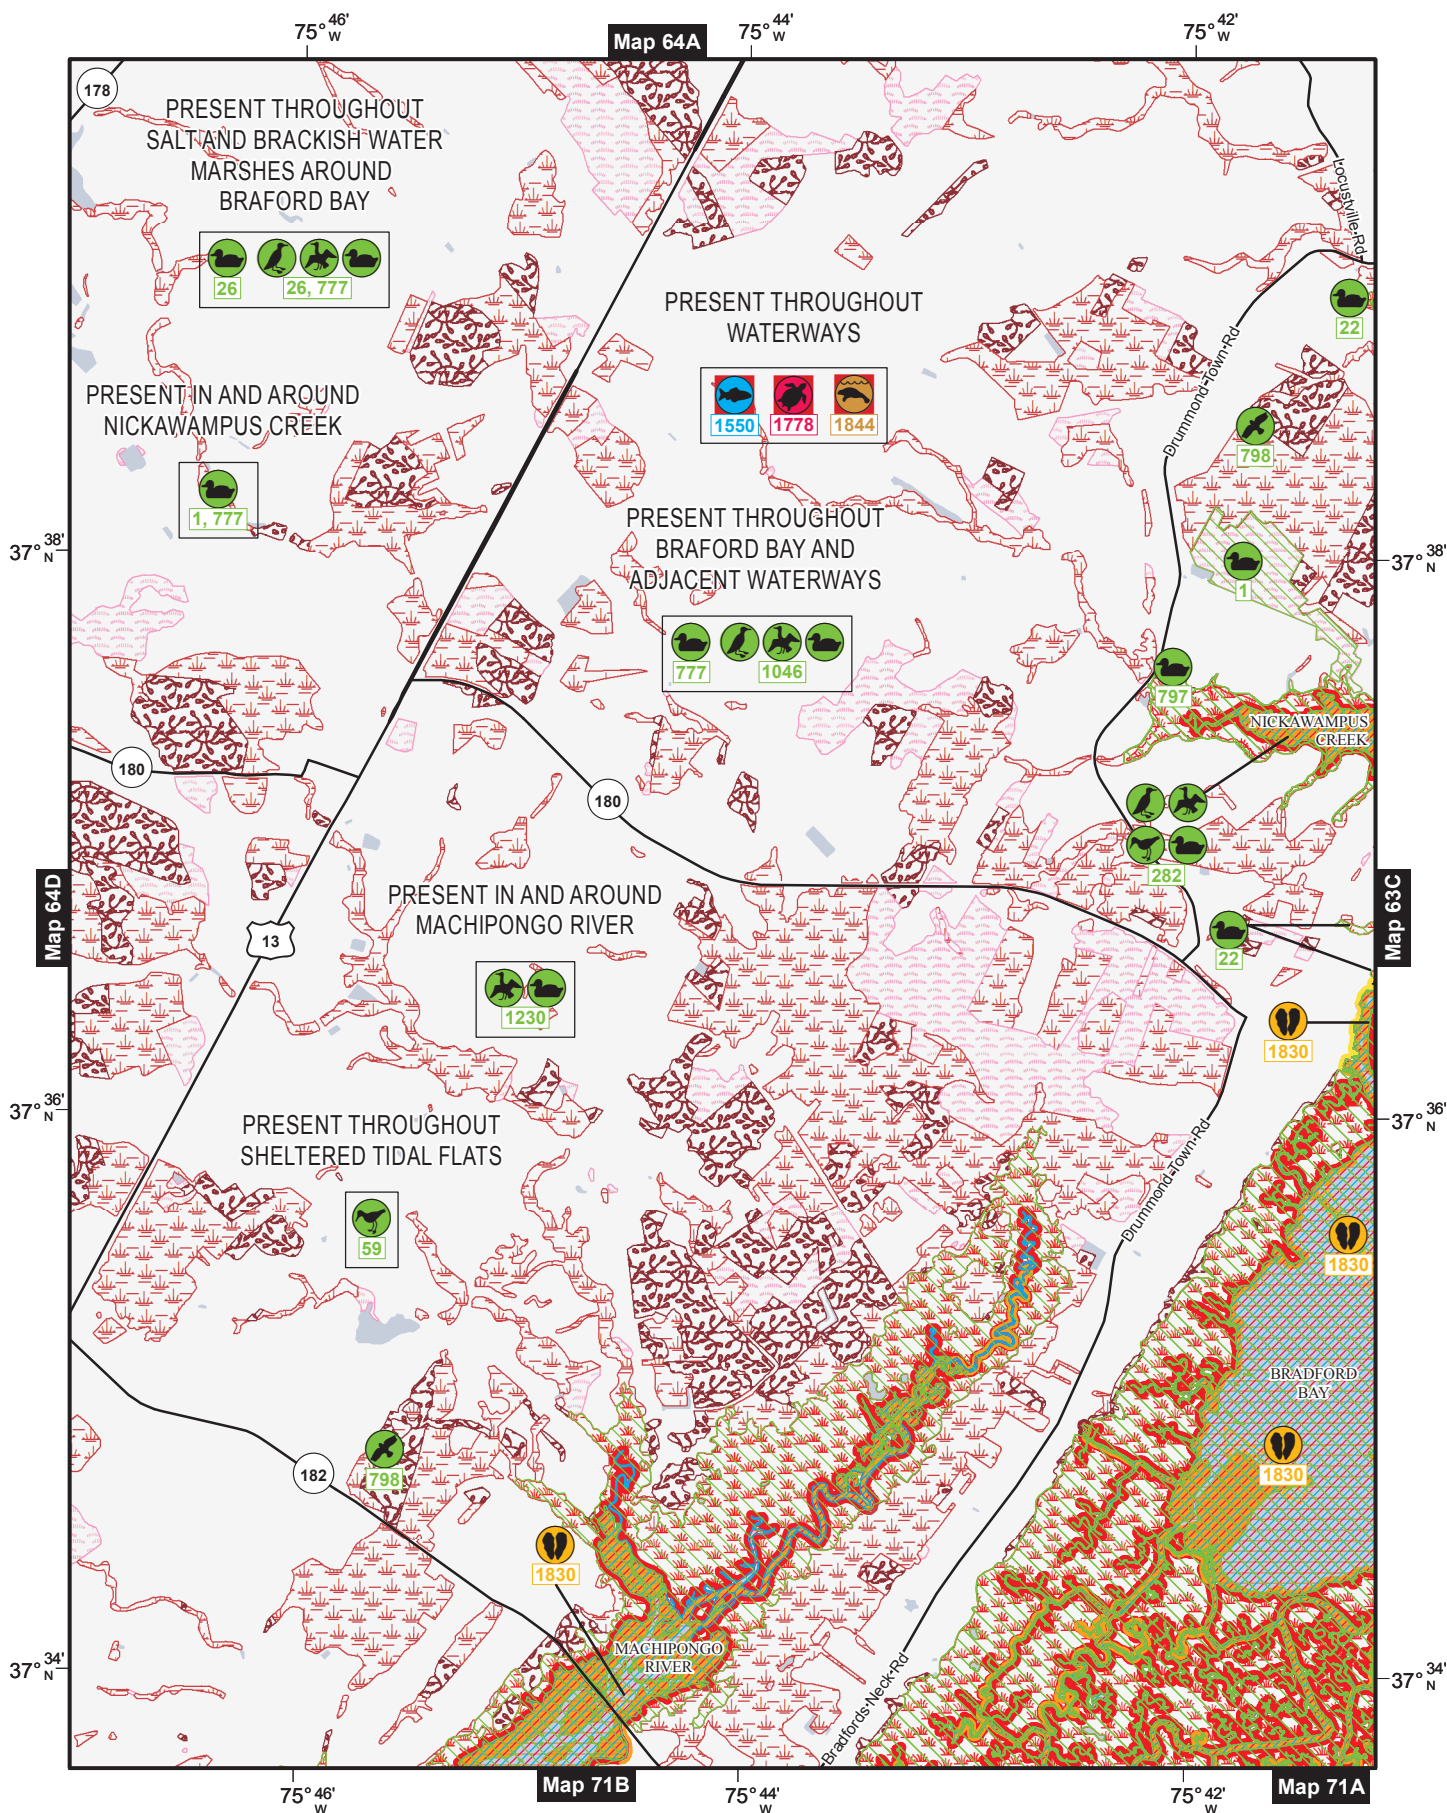 75° 46' W
75° 44' W
75° 42' W
Map 64A
178
PRESENT THROUGHOUT
SALT AND BRACKISH WATER
MARSHES AROUND
BRAFORD BAY
26
26, 777
Locustville Rd
PRESENT THROUGHOUT
WATERWAYS
22
1550
1778
1844
Drummond Town Rd
PRESENT IN AND AROUND
NICKAWAMPUS CREEK
1, 777
798
PRESENT THROUGHOUT
BRAFORD BAY AND
ADJACENT WATERWAYS
37° 38' N
37° 38' N
1
777
1046
797
NICKAWAMPUS
CREEK
180
180
282
Map 64D
Map 63C
PRESENT IN AND AROUND
MACHIPONGO RIVER
13
22
1230
1830
37° 36' N
37° 36' N
PRESENT THROUGHOUT
SHELTERED TIDAL FLATS
Drummond Town Rd
59
1830
BRADFORD
BAY
798
182
1830
1830
MACHIPONGO
RIVER
37° 34' N
37° 34' N
Bradfords Neck Rd
Map 71B
Map 71A
75° 46' W
75° 44' W
75° 42' W